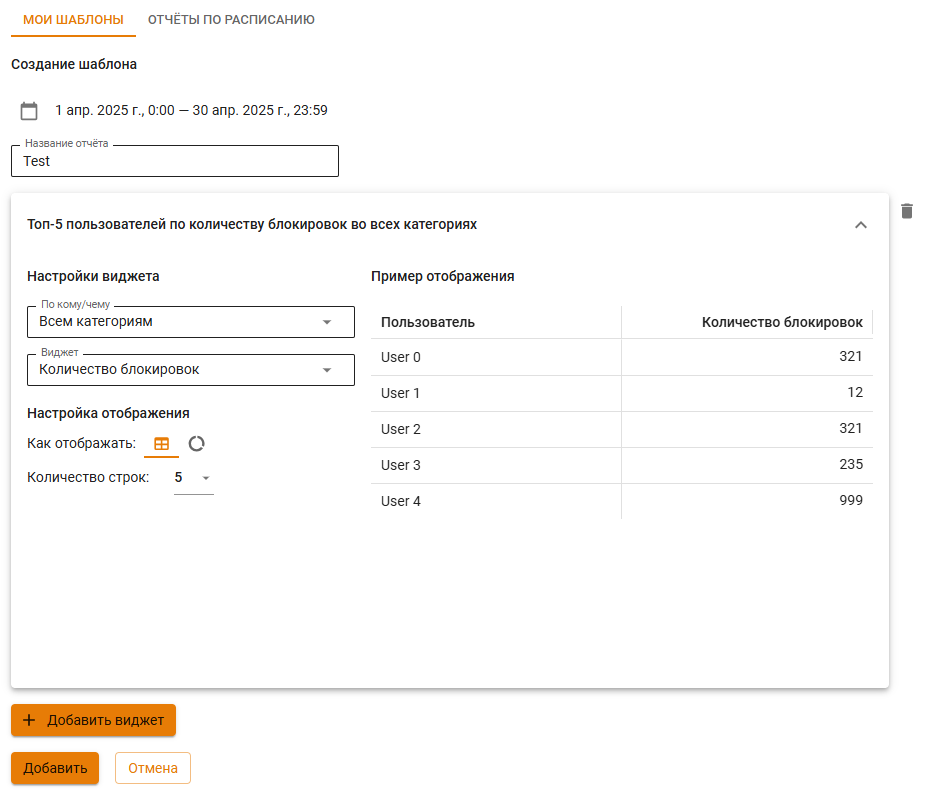 МОИ ШАБЛОНЫ ОТЧЁТЫ ПО РАСПИСАНИЮ
Создание шаблона
1 апр. 2025 г., 0:00 — 30 апр. 2025 г., 23:59
Название отчёта
Test
Топ-5 пользователей по количеству блокировок во всех категориях
Настройки виджета
По кому/чему
Всем категориям
Виджет
Количество блокировок
Настройка отображения
Как отображать:
Количество строк: 5
Пример отображения
Пользователь Количество блокировок
User 0 321
User 1 12
User 2 321
User 3 235
User 4 999
Добавить виджет
Добавить Отмена